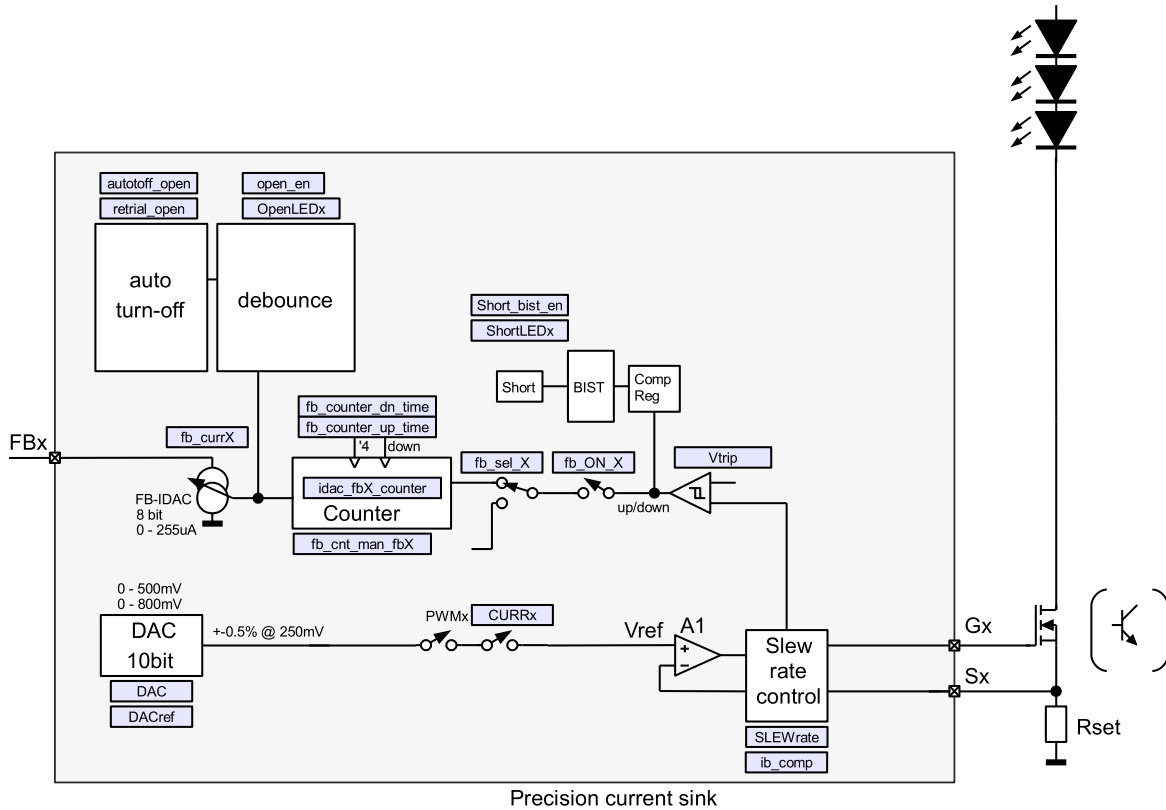 autotoff_open
open_en
retrial_open
OpenLEDx
auto
turn-off
debounce
Short_bist_en
ShortLEDx
Short
BIST
Comp
Reg
fb_counter_dn_time
fb_counter_up_time
'4
down
FBx
fb_currX
fb_sel_X
fb_ON_X
Vtrip
FB-IDAC
8 bit
0 - 255uA
idac_fbX_counter
Counter
up/down
fb_cnt_man_fbX
0 - 500mV
0 - 800mV
DAC
10bit
+-0.5% @ 250mV
PWMx
CURRx
Vref
A1
+
−
Slew
rate
control
Gx
Sx
DAC
DACref
SLEWrate
ib_comp
Rset
Precision current sink